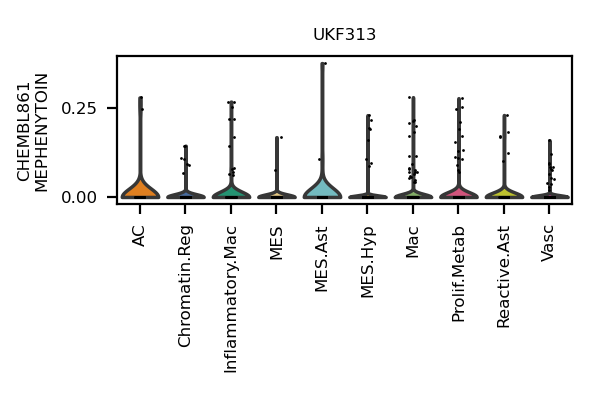 UKF313
CHEMBL861
MEPHENYTOIN
0.25
0.00
AC
Chromatin.Reg
Inflammatory.Mac
MES
MES.Ast
MES.Hyp
Mac
Prolif.Metab
Reactive.Ast
Vasc